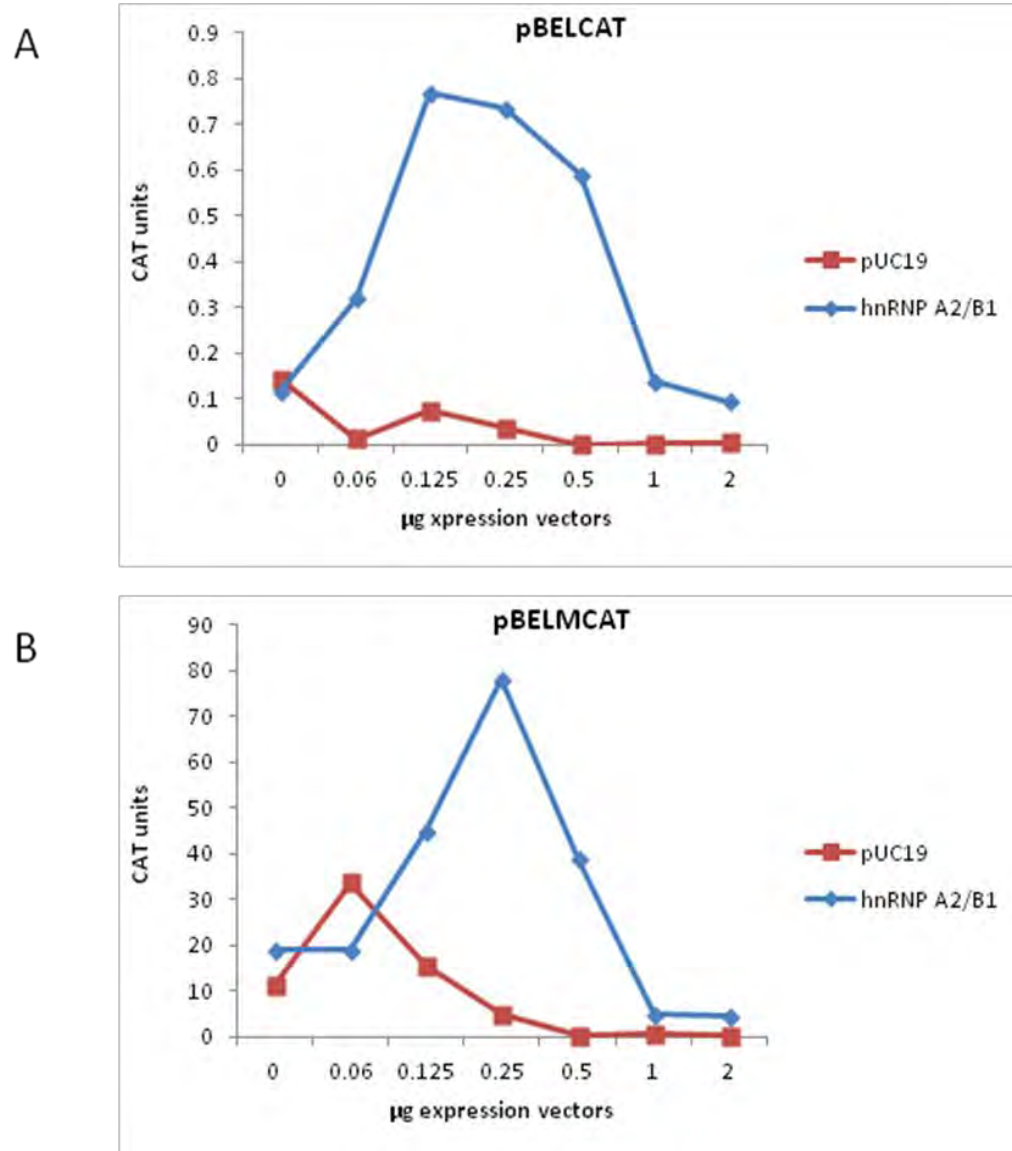 A
pBELCAT
0.9
0.8
0.7
0.6
0.5
0.4
0.3
0.2
0.1
0
CAT units
0 0.06 0.125 0.25 0.5 1 2
µg xpression vectors
pUC19
hnRNP A2/B1
B
pBELMCAT
90
80
70
60
50
40
30
20
10
0
CAT units
0 0.06 0.125 0.25 0.5 1 2
µg expression vectors
pUC19
hnRNP A2/B1